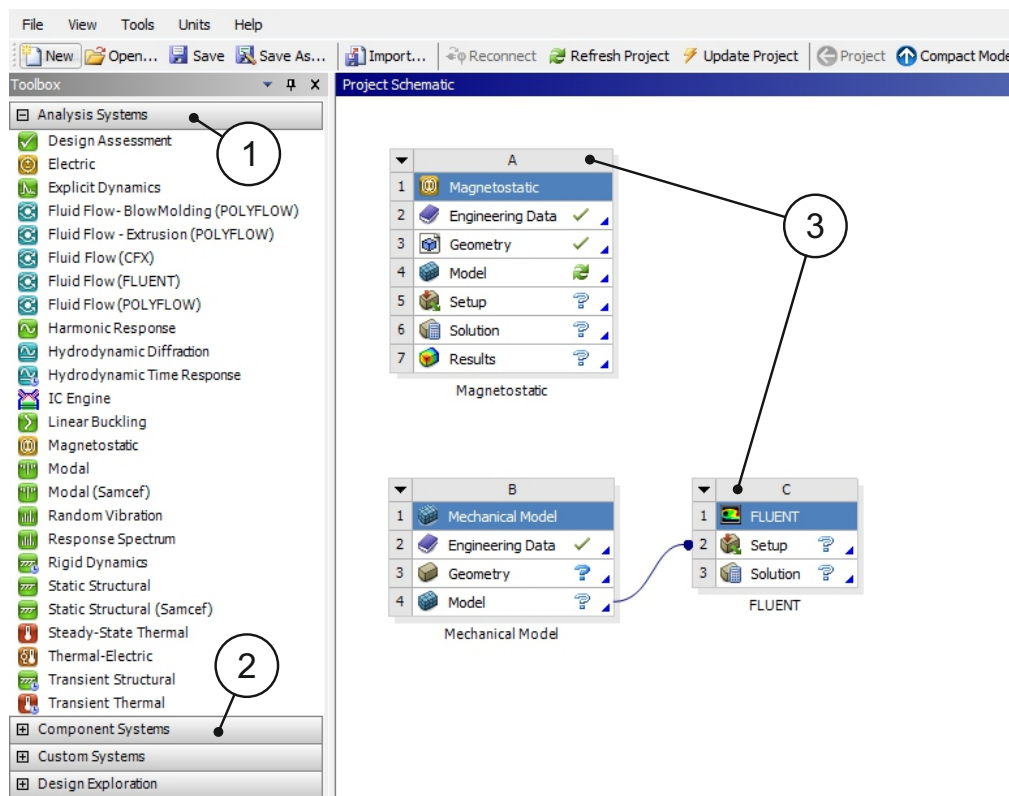 File View Tools Units Help
New Open... Save Save As... Import... Reconnect Refresh Project Update Project Project Compact Mode
Toolbox
Project Schematic
Analysis Systems
Design Assessment
Electric
Explicit Dynamics
Fluid Flow- BlowMolding (POLYFLOW)
Fluid Flow - Extrusion (POLYFLOW)
Fluid Flow (CFX)
Fluid Flow (FLUENT)
Fluid Flow (POLYFLOW)
Harmonic Response
Hydrodynamic Diffraction
Hydrodynamic Time Response
IC Engine
Linear Buckling
Magnetostatic
Modal
Modal (Samcef)
Random Vibration
Response Spectrum
Rigid Dynamics
Static Structural
Static Structural (Samcef)
Steady-State Thermal
Thermal-Electric
Transient Structural
Transient Thermal
Component Systems
Custom Systems
Design Exploration
1
2
3
A
1 Magnetostatic
2 Engineering Data
3 Geometry
4 Model
5 Setup
6 Solution
7 Results
Magnetostatic
B
1 Mechanical Model
2 Engineering Data
3 Geometry
4 Model
Mechanical Model
C
1 FLUENT
2 Setup
3 Solution
FLUENT